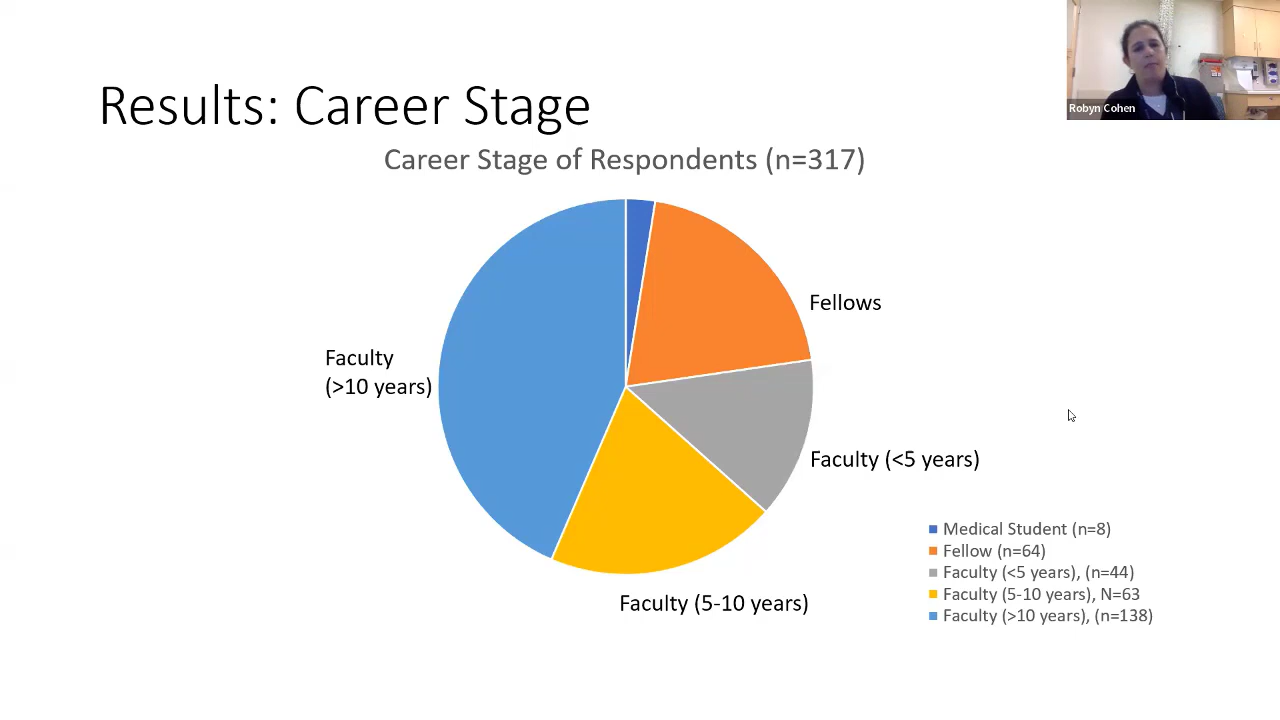 Robyn Cohen
Results: Career Stage
Career Stage of Respondents (n=317)
Fellows
Faculty
(>10 years)
Faculty (<5 years)
Faculty (5-10 years)
Medical Student (n=8)
Fellow (n=64)
Faculty (<5 years), (n=44)
Faculty (5-10 years), N=63
Faculty (>10 years), (n=138)